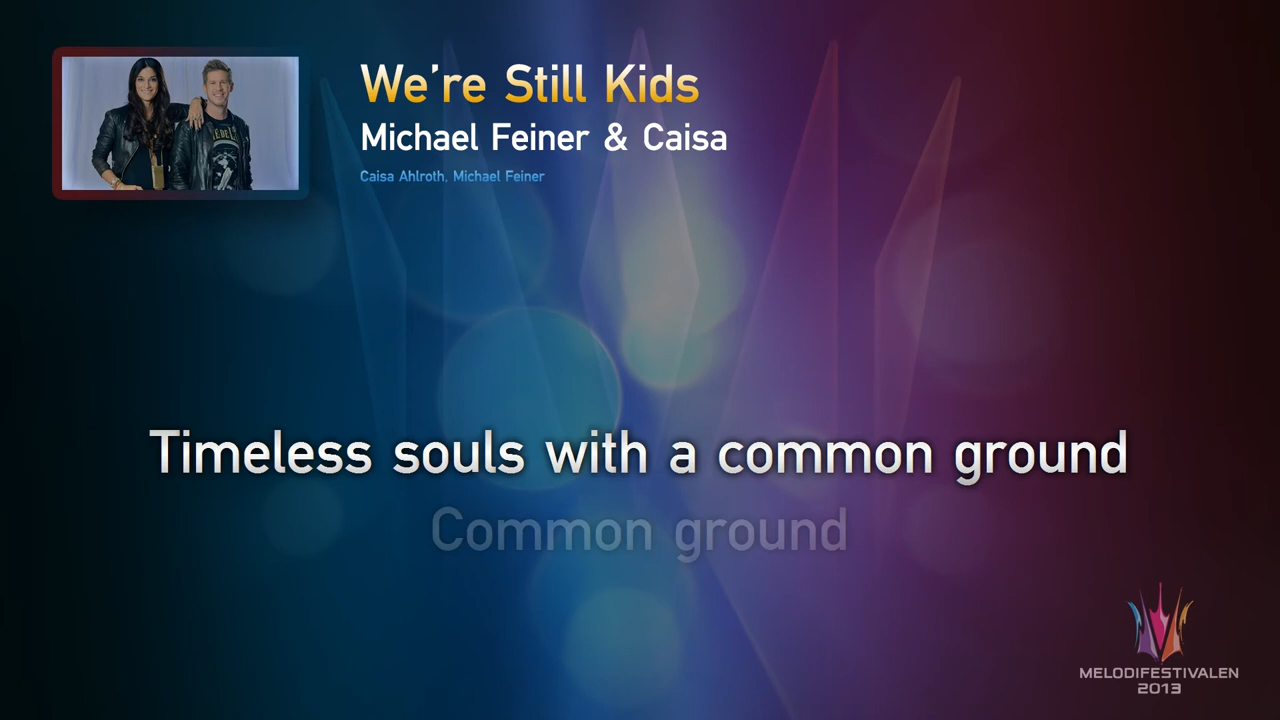 We're Still Kids
Michael Feiner & Caisa
Caisa Ahlroth, Michael Feiner
Timeless souls with a common ground
Common ground
MELODIFESTIVALEN
2013